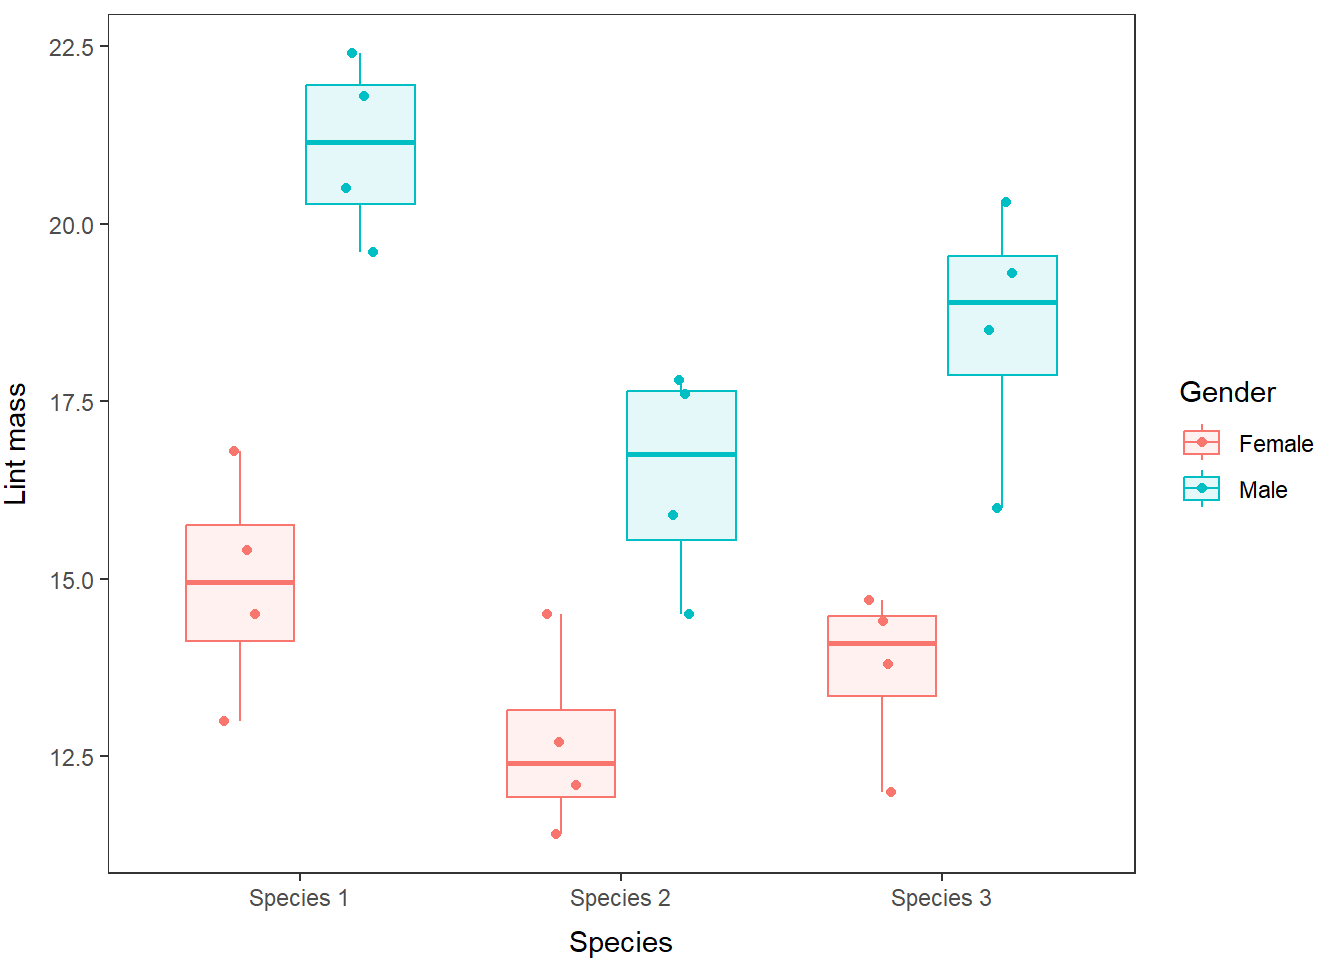 22.5
20.0
17.5
15.0
12.5
Lint mass
Species 1
Species 2
Species 3
Species
Gender
Female
Male